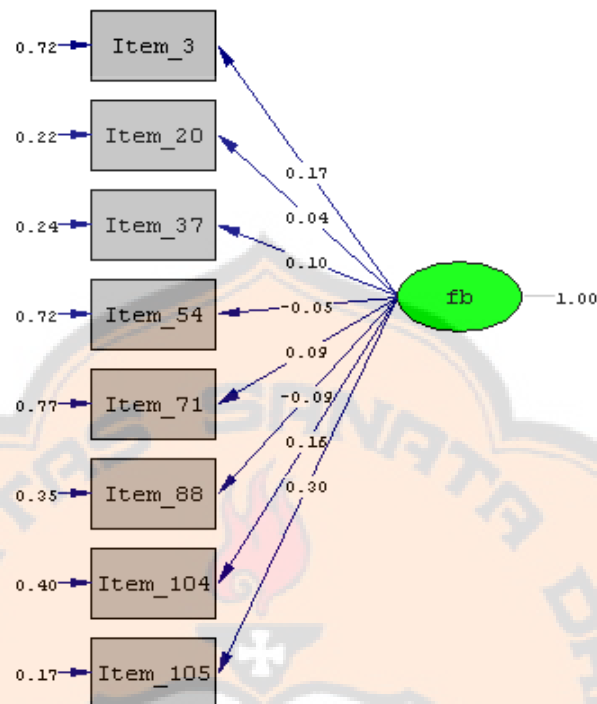 0.72 Item_3
0.17
0.22 Item_20
0.04
0.24 Item_37
0.10
fb 1.00
0.72 Item_54
-0.05
0.09
0.77 Item_71
-0.09
0.15
0.35 Item_88
0.30
0.40 Item_104
0.17 Item_105
SANATA